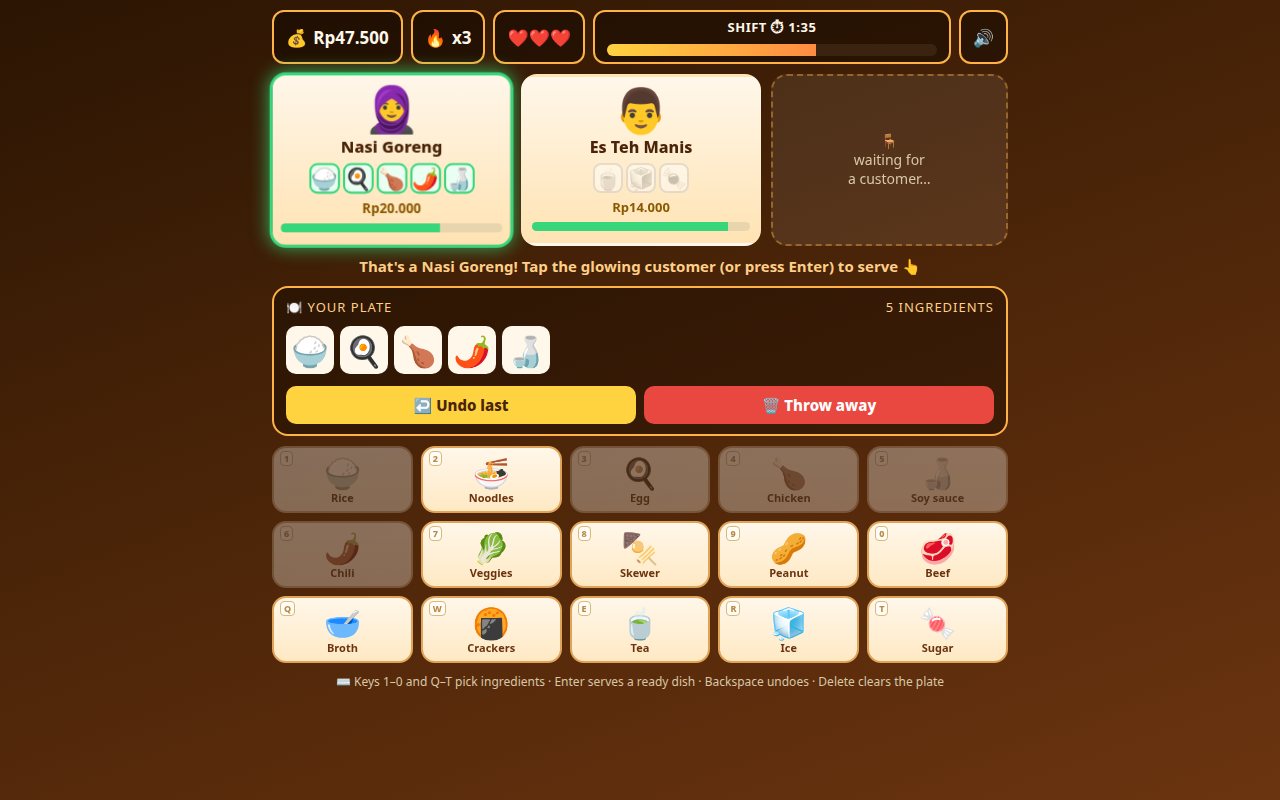 Rp47.500
x3
SHIFT ⏱ 1:35
Nasi Goreng
Rp20.000
Es Teh Manis
Rp14.000
waiting for
a customer...
That's a Nasi Goreng! Tap the glowing customer (or press Enter) to serve 👆
YOUR PLATE
5 INGREDIENTS
Undo last
Throw away
1 Rice
2 Noodles
3 Egg
4 Chicken
5 Soy sauce
6 Chili
7 Veggies
8 Skewer
9 Peanut
0 Beef
Q Broth
W Crackers
E Tea
R Ice
T Sugar
⌨️ Keys 1–0 and Q–T pick ingredients · Enter serves a ready dish · Backspace undoes · Delete clears the plate